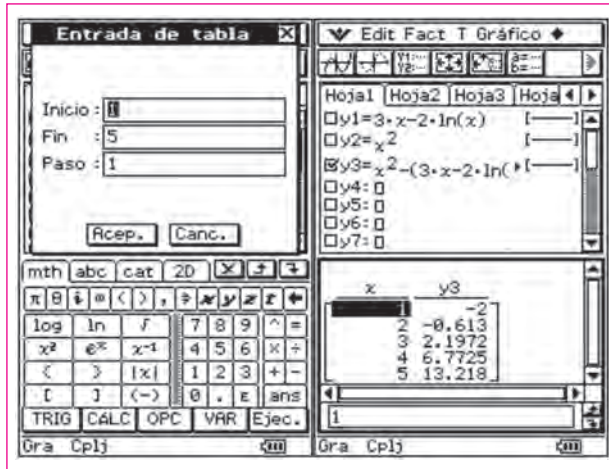 Entrada de tabla
Inicio : 1
Fin : 5
Paso : 1
Acep. Canc.
mth abc cat 2D
π θ i ∞ ( ) , ⇒ x y z t ←
log ln √ 7 8 9 ^ =
x² eˣ x⁻¹ 4 5 6 × ÷
( ) |x| 1 2 3 + -
[ ] (-) 0 . E ans
TRIG CALC OPC VAR Ejec.
Gra Cplj
Edit Fact T Gráfico
Y1:... Y2:... a=... b=...
Hoja1 Hoja2 Hoja3 Hoja
y1=3·x-2·ln(x) [—]
y2=x² [—]
y3=x²-(3·x-2·ln( [—]
y4:
y5:
y6:
y7:
x y3
1 -2
2 -0.613
3 2.1972
4 6.7725
5 13.218
1
Gra Cplj